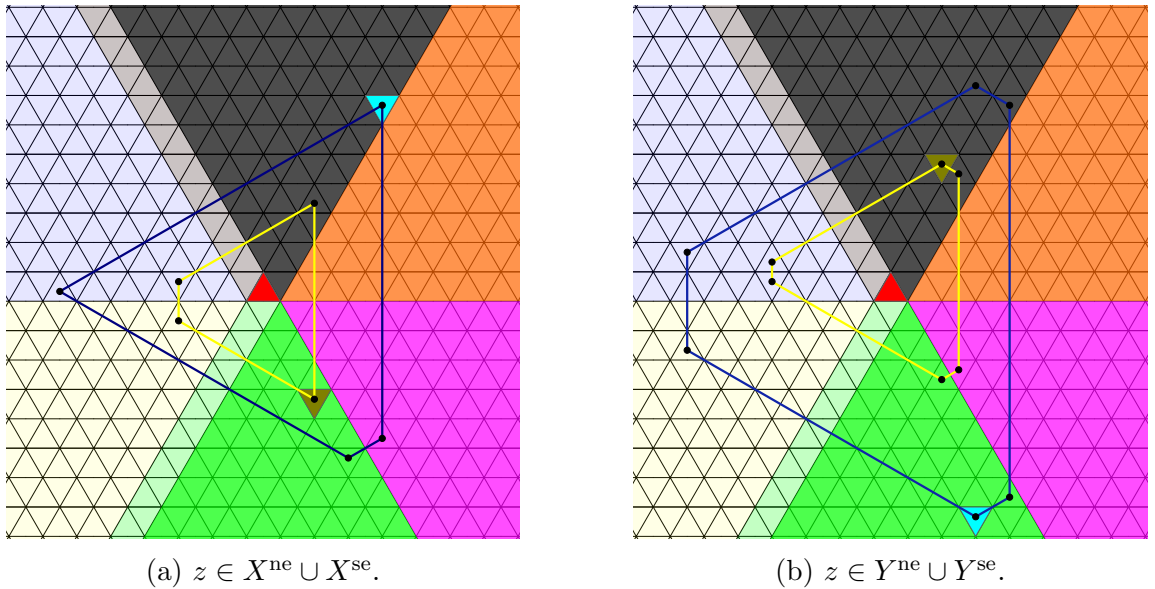 (a) z ∈ X^ne ∪ X^se.
(b) z ∈ Y^ne ∪ Y^se.